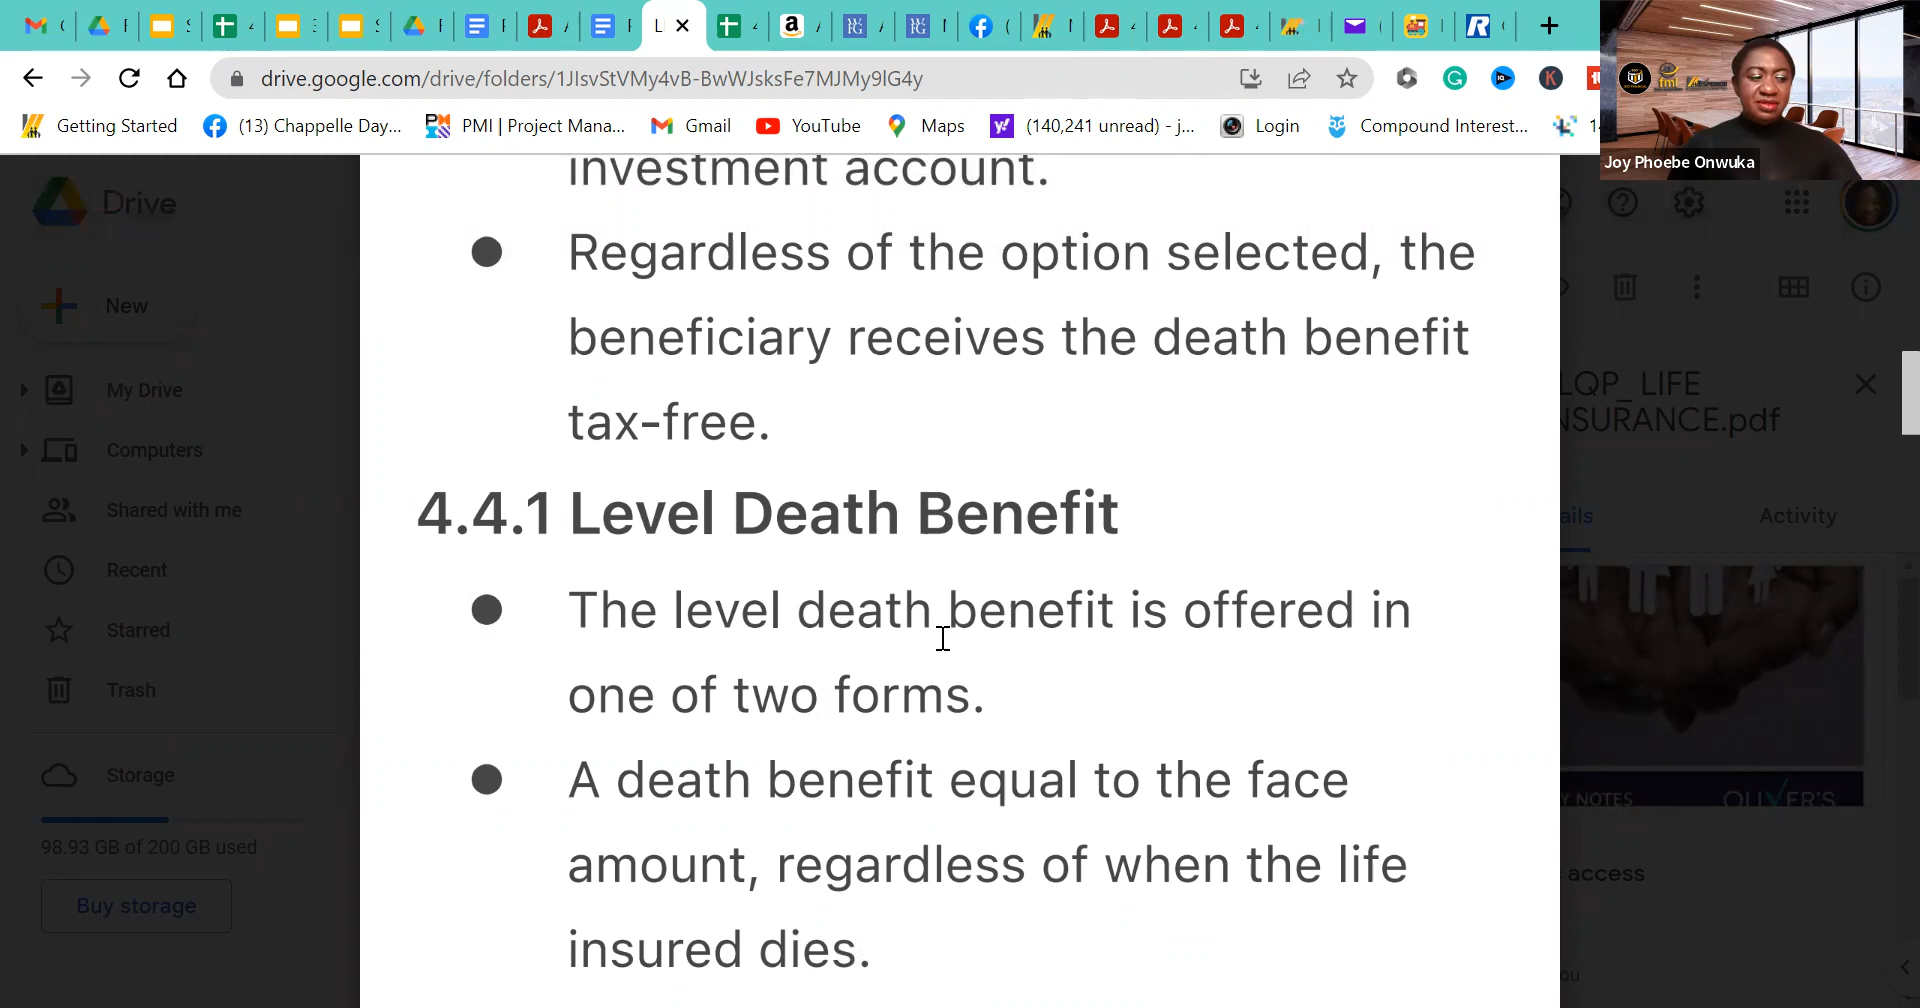 drive.google.com/drive/folders/1JIsvStVMy4vB-BwWJsksFe7MJMy9lG4y
Getting Started
(13) Chappelle Day...
PMI | Project Mana...
Gmail
YouTube
Maps
(140,241 unread) - j...
Login
Compound Interest...
Joy Phoebe Onwuka
Drive
New
My Drive
Computers
Shared with me
Recent
Starred
Trash
Storage
98.93 GB of 200 GB used
Buy storage
investment account.
Regardless of the option selected, the
beneficiary receives the death benefit
tax-free.
4.4.1 Level Death Benefit
The level death benefit is offered in
one of two forms.
A death benefit equal to the face
amount, regardless of when the life
insured dies.
LQP_ LIFE
NSURANCE.pdf
ails
Activity
Y NOTES
OLIVER'S
access